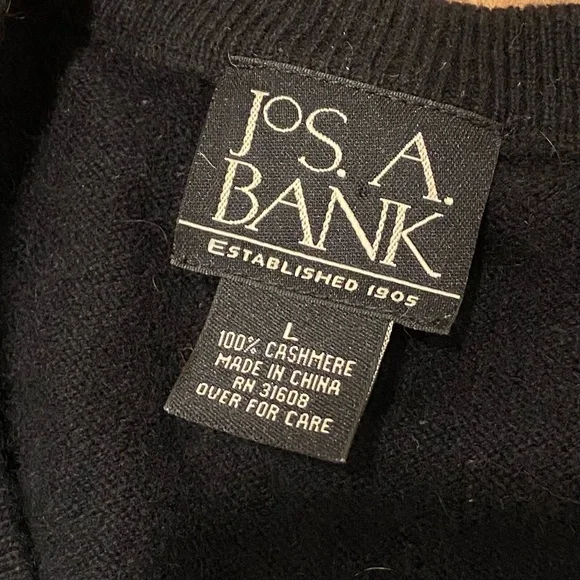 JOS. A.
BANK
ESTABLISHED 1905
L
100% CASHMERE
MADE IN CHINA
RN 31608
OVER FOR CARE